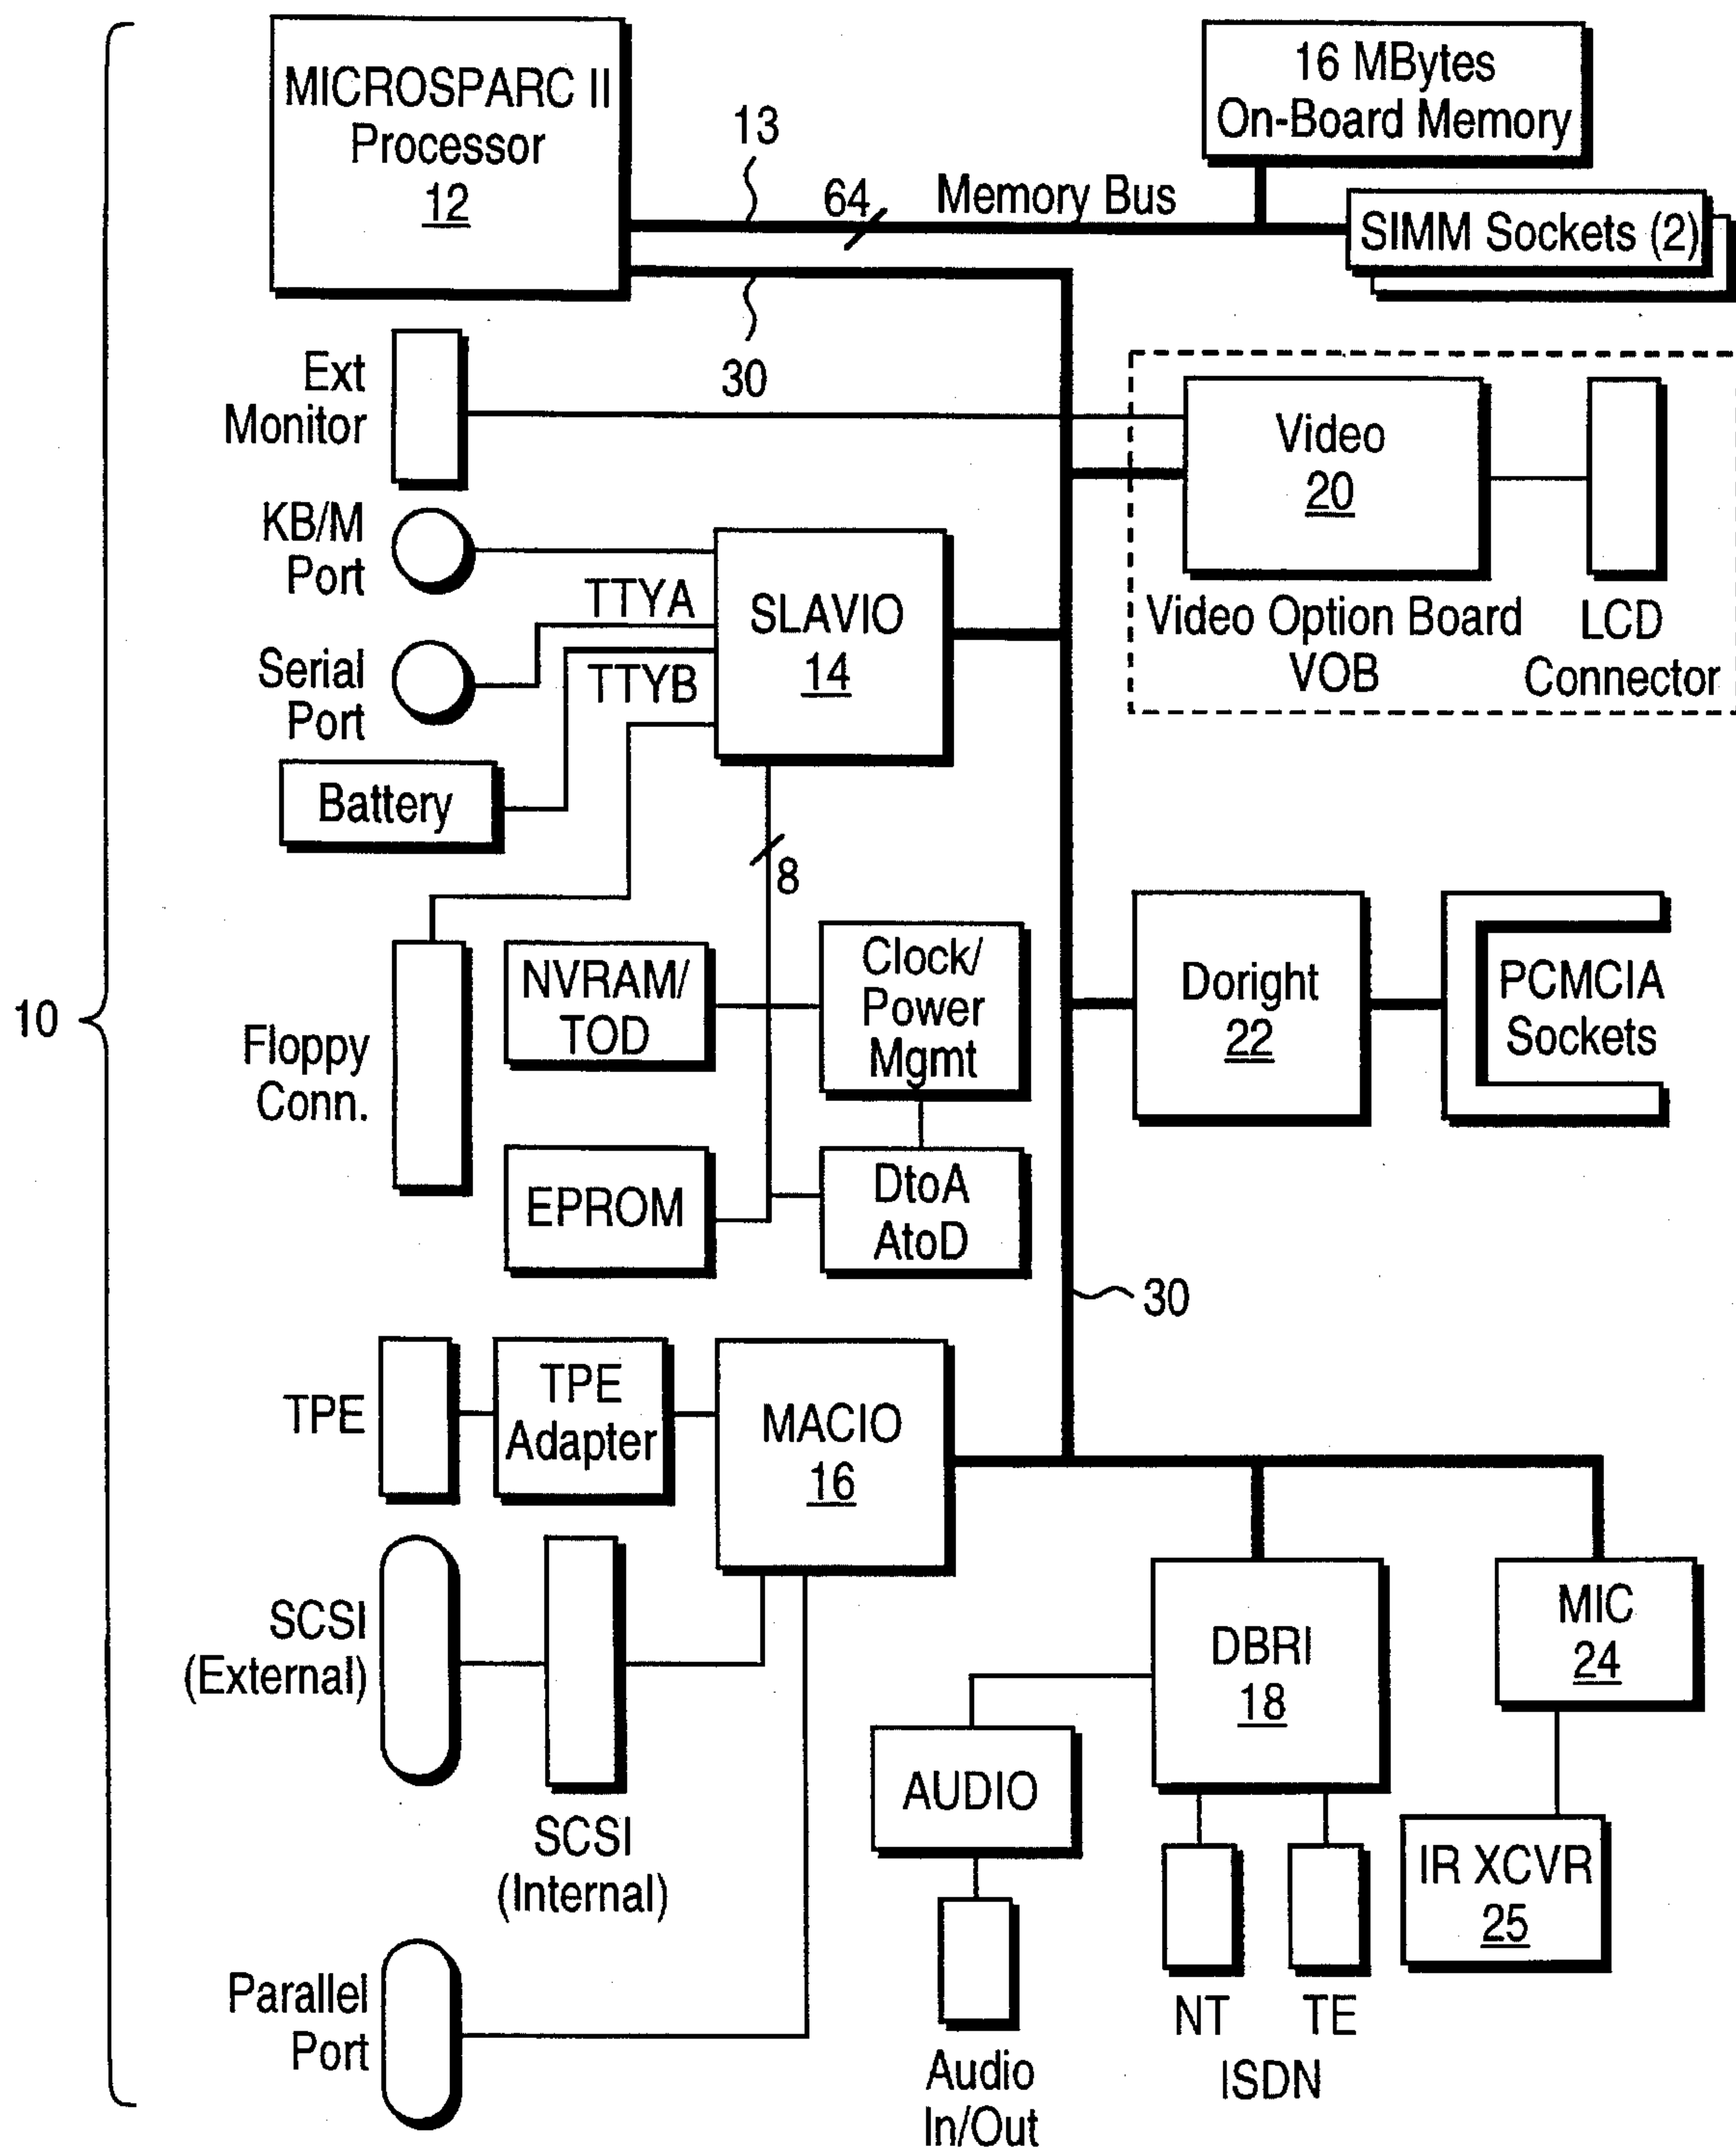 MICROSPARC II
Processor
12
16 MBytes
On-Board Memory
13
64
Memory Bus
SIMM Sockets (2)
30
Ext
Monitor
Video
20
Video Option Board
VOB
LCD
Connector
KB/M
Port
TTYA
SLAVIO
14
Serial
Port
TTYB
Battery
8
10
Floppy
Conn.
NVRAM/
TOD
Clock/
Power
Mgmt
Doright
22
PCMCIA
Sockets
EPROM
DtoA
AtoD
30
TPE
TPE
Adapter
MACIO
16
SCSI
(External)
SCSI
(Internal)
DBRI
18
MIC
24
AUDIO
IR XCVR
25
Parallel
Port
Audio
In/Out
NT
TE
ISDN